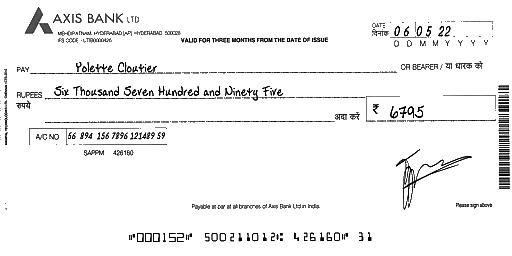 AXIS BANK LTD
MEHDIPATNAM, HYDERABAD [AP] HYDERABAD 500028
IFS CODE - UTIB0000426
VALID FOR THREE MONTHS FROM THE DATE OF ISSUE
DATE
दिनांक 06 05 22
D D M M Y Y Y Y
PAY Yolette Cloutier OR BEARER / या धारक को
RUPEES Six Thousand Seven Hundred and Ninety Five
रुपये अदा करें ₹ 6795
A/C NO 56 894 156 7896 121489 59
SAPPM 426160
Payable at par at all branches of Axis Bank Ltd in India.
Please sign above
⑈000152⑈ 500211012⑆ 426160⑈ 31